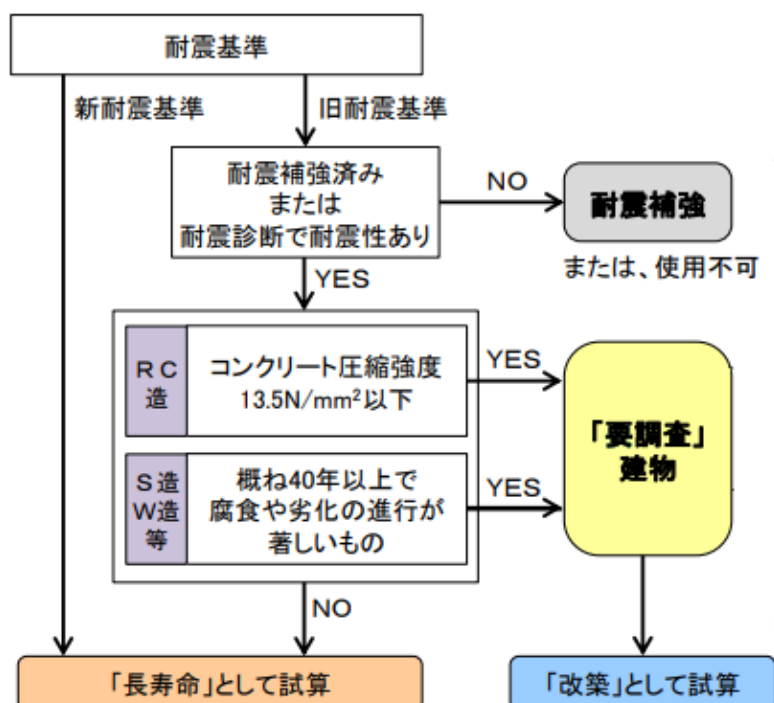 耐震基準
新耐震基準
旧耐震基準
耐震補強済み
または
耐震診断で耐震性あり
NO
耐震補強
または、使用不可
YES
RC
造
コンクリート圧縮強度
13.5N/mm²以下
YES
「要調査」
建物
S造
W造
等
概ね40年以上で
腐食や劣化の進行が
著しいもの
YES
NO
「長寿命」として試算
「改築」として試算